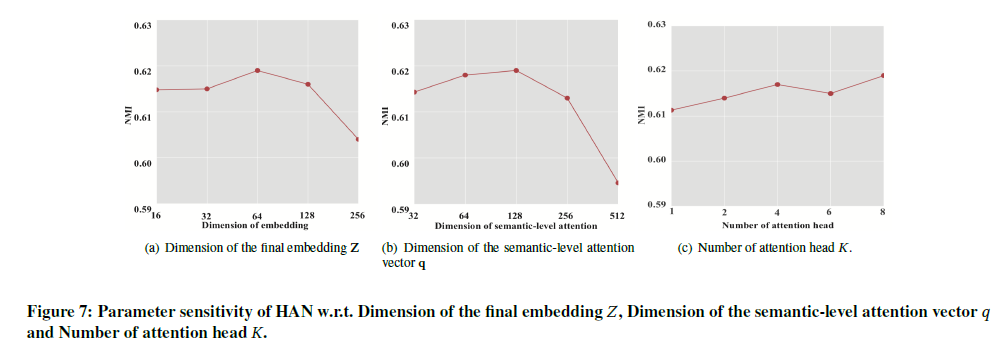 0.63
0.62
0.61
0.60
0.59
NMI
16 32 64 128 256
Dimension of embedding
(a) Dimension of the final embedding Z
0.63
0.62
0.61
0.60
0.59
NMI
32 64 128 256 512
Dimension of semantic-level attention
(b) Dimension of the semantic-level attention
vector q
0.63
0.62
0.61
0.60
0.59
NMI
1 2 4 6 8
Number of attention head
(c) Number of attention head K.
Figure 7: Parameter sensitivity of HAN w.r.t. Dimension of the final embedding Z, Dimension of the semantic-level attention vector q
and Number of attention head K.